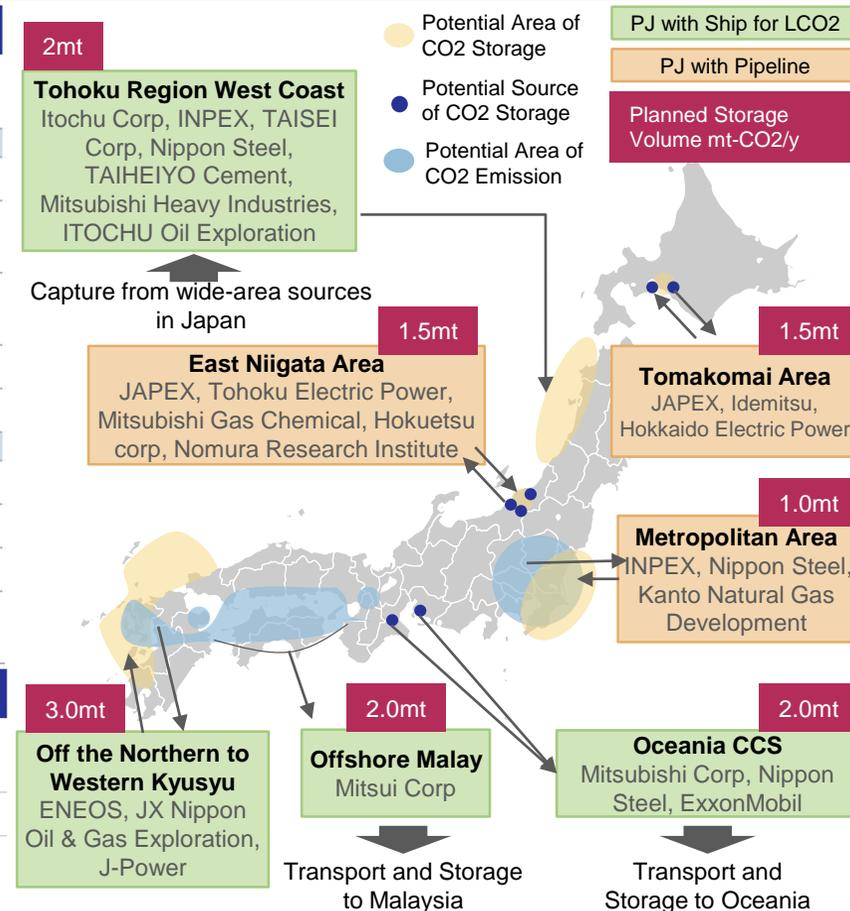 2mt
Tohoku Region West Coast
Itochu Corp, INPEX, TAISEI
Corp, Nippon Steel,
TAIHEIYO Cement,
Mitsubishi Heavy Industries,
ITOCHU Oil Exploration
Capture from wide-area sources
in Japan
Potential Area of
CO2 Storage
Potential Source
of CO2 Storage
Potential Area of
CO2 Emission
PJ with Ship for LCO2
PJ with Pipeline
Planned Storage
Volume mt-CO2/y
1.5mt
East Niigata Area
JAPEX, Tohoku Electric Power,
Mitsubishi Gas Chemical, Hokuetsu
corp, Nomura Research Institute
1.5mt
Tomakomai Area
JAPEX, Idemitsu,
Hokkaido Electric Power
1.0mt
Metropolitan Area
INPEX, Nippon Steel,
Kanto Natural Gas
Development
3.0mt
Off the Northern to
Western Kyusyu
ENEOS, JX Nippon
Oil & Gas Exploration,
J-Power
2.0mt
Offshore Malay
Mitsui Corp
Transport and Storage
to Malaysia
2.0mt
Oceania CCS
Mitsubishi Corp, Nippon
Steel, ExxonMobil
Transport and
Storage to Oceania